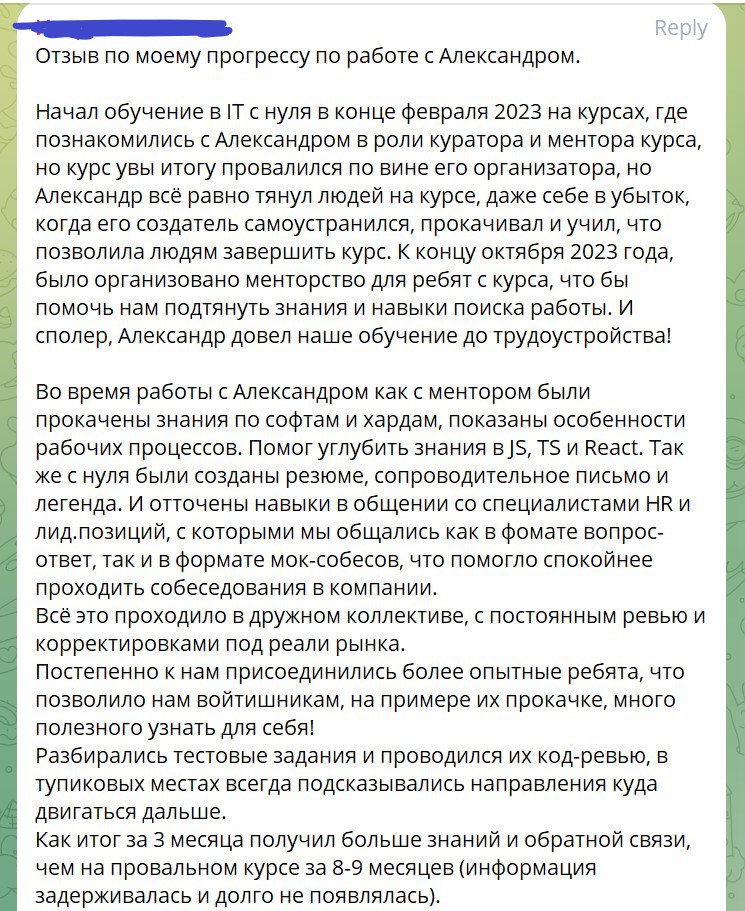 Reply
Отзыв по моему прогрессу по работе с Александром.
Начал обучение в IT с нуля в конце февраля 2023 на курсах, где
познакомились с Александром в роли куратора и ментора курса,
но курс увы итогу провалился по вине его организатора, но
Александр всё равно тянул людей на курсе, даже себе в убыток,
когда его создатель самоустранился, прокачивал и учил, что
позволила людям завершить курс. К концу октября 2023 года,
было организовано менторство для ребят с курса, что бы
помочь нам подтянуть знания и навыки поиска работы. И
сполер, Александр довел наше обучение до трудоустройства!
Во время работы с Александром как с ментором были
прокачены знания по софтам и хардам, показаны особенности
рабочих процессов. Помог углубить знания в JS, TS и React. Так
же с нуля были созданы резюме, сопроводительное письмо и
легенда. И отточены навыки в общении со специалистами HR и
лид.позиций, с которыми мы общались как в фомате вопрос-
ответ, так и в формате мок-собесов, что помогло спокойнее
проходить собеседования в компании.
Всё это проходило в дружном коллективе, с постоянным ревью и
корректировками под реали рынка.
Постепенно к нам присоединились более опытные ребята, что
позволило нам войтишникам, на примере их прокачке, много
полезного узнать для себя!
Разбирались тестовые задания и проводился их код-ревью, в
тупиковых местах всегда подсказывались направления куда
двигаться дальше.
Как итог за 3 месяца получил больше знаний и обратной связи,
чем на провальном курсе за 8-9 месяцев (информация
задерживалась и долго не появлялась).